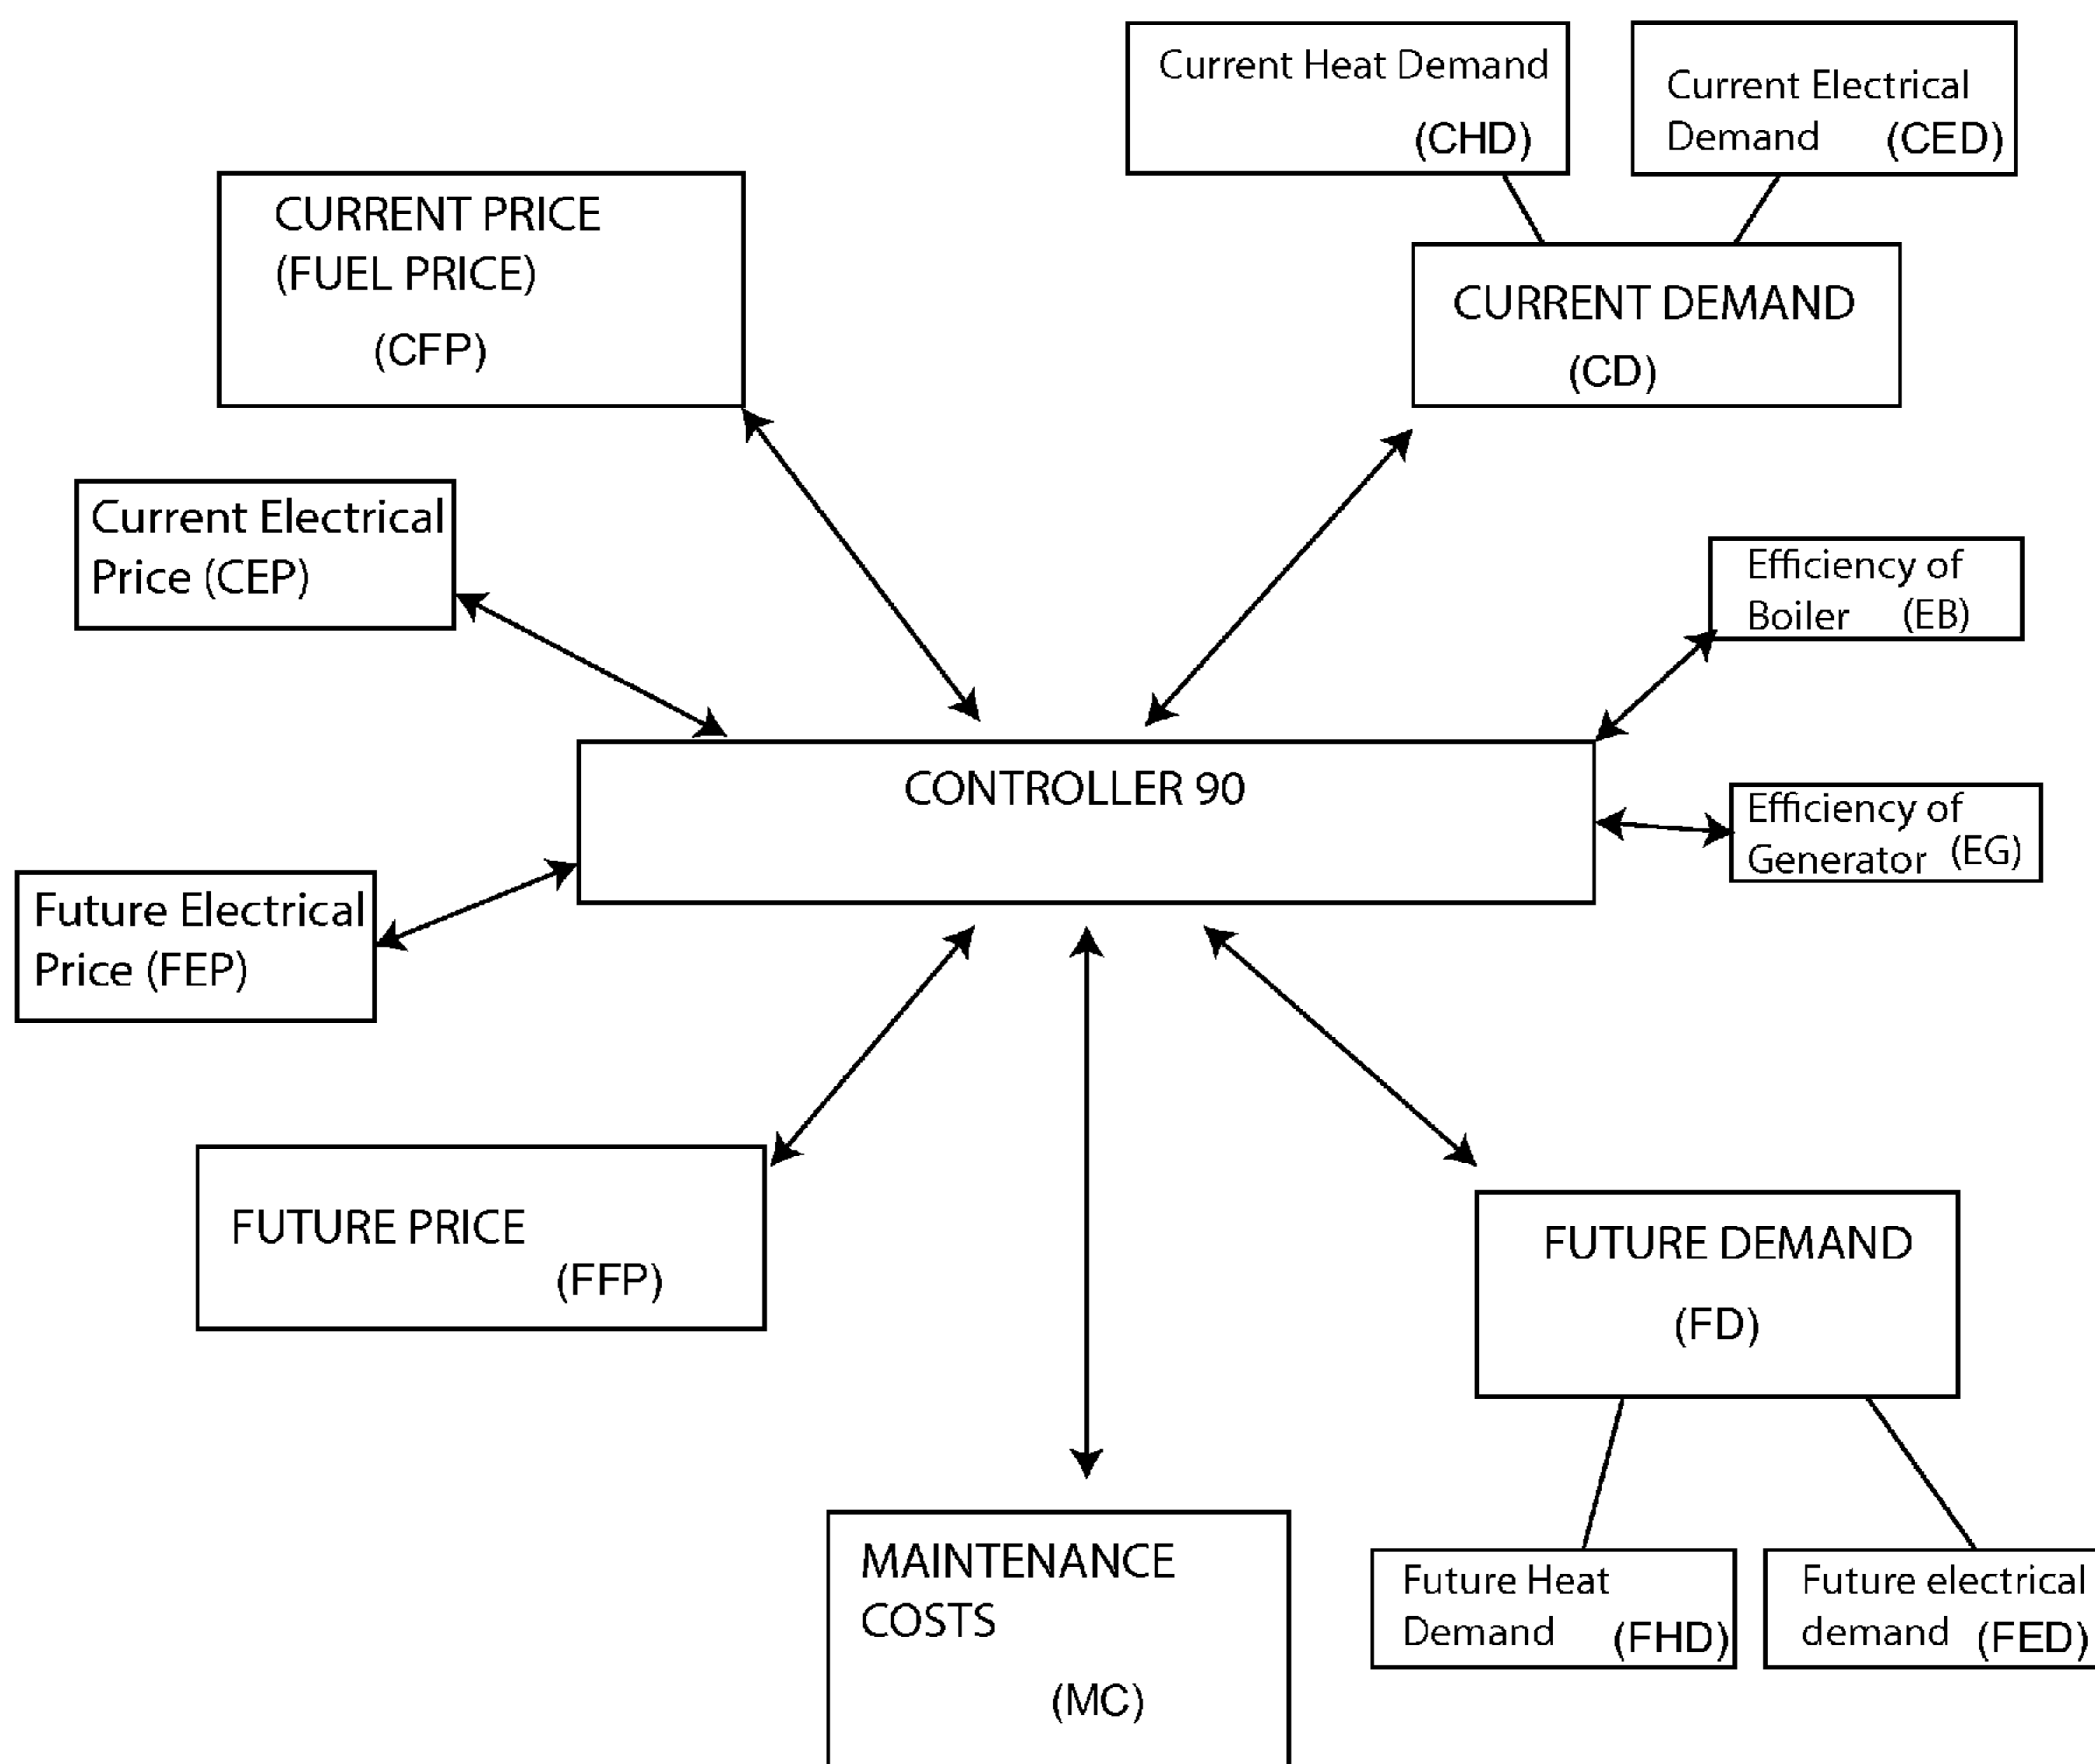 Current Heat Demand
(CHD)
Current Electrical
Demand (CED)
CURRENT PRICE
(FUEL PRICE)
(CFP)
CURRENT DEMAND
(CD)
Current Electrical
Price (CEP)
Efficiency of
Boiler (EB)
CONTROLLER 90
Efficiency of
Generator (EG)
Future Electrical
Price (FEP)
FUTURE PRICE
(FFP)
FUTURE DEMAND
(FD)
MAINTENANCE
COSTS
(MC)
Future Heat
Demand (FHD)
Future electrical
demand (FED)